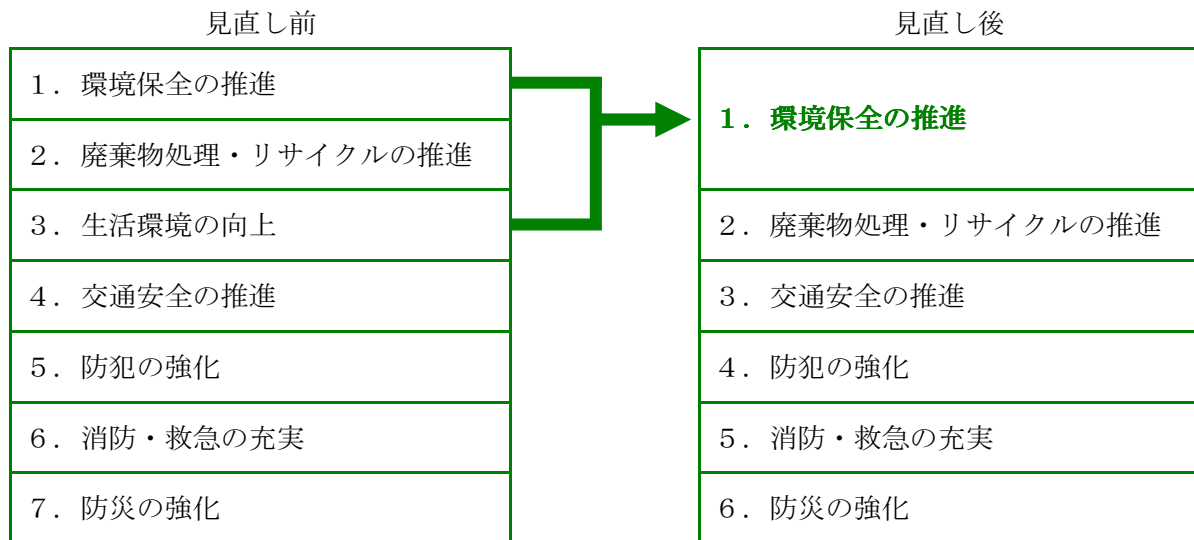 見直し前
1．環境保全の推進
2．廃棄物処理・リサイクルの推進
3．生活環境の向上
4．交通安全の推進
5．防犯の強化
6．消防・救急の充実
7．防災の強化
見直し後
1．環境保全の推進
2．廃棄物処理・リサイクルの推進
3．交通安全の推進
4．防犯の強化
5．消防・救急の充実
6．防災の強化